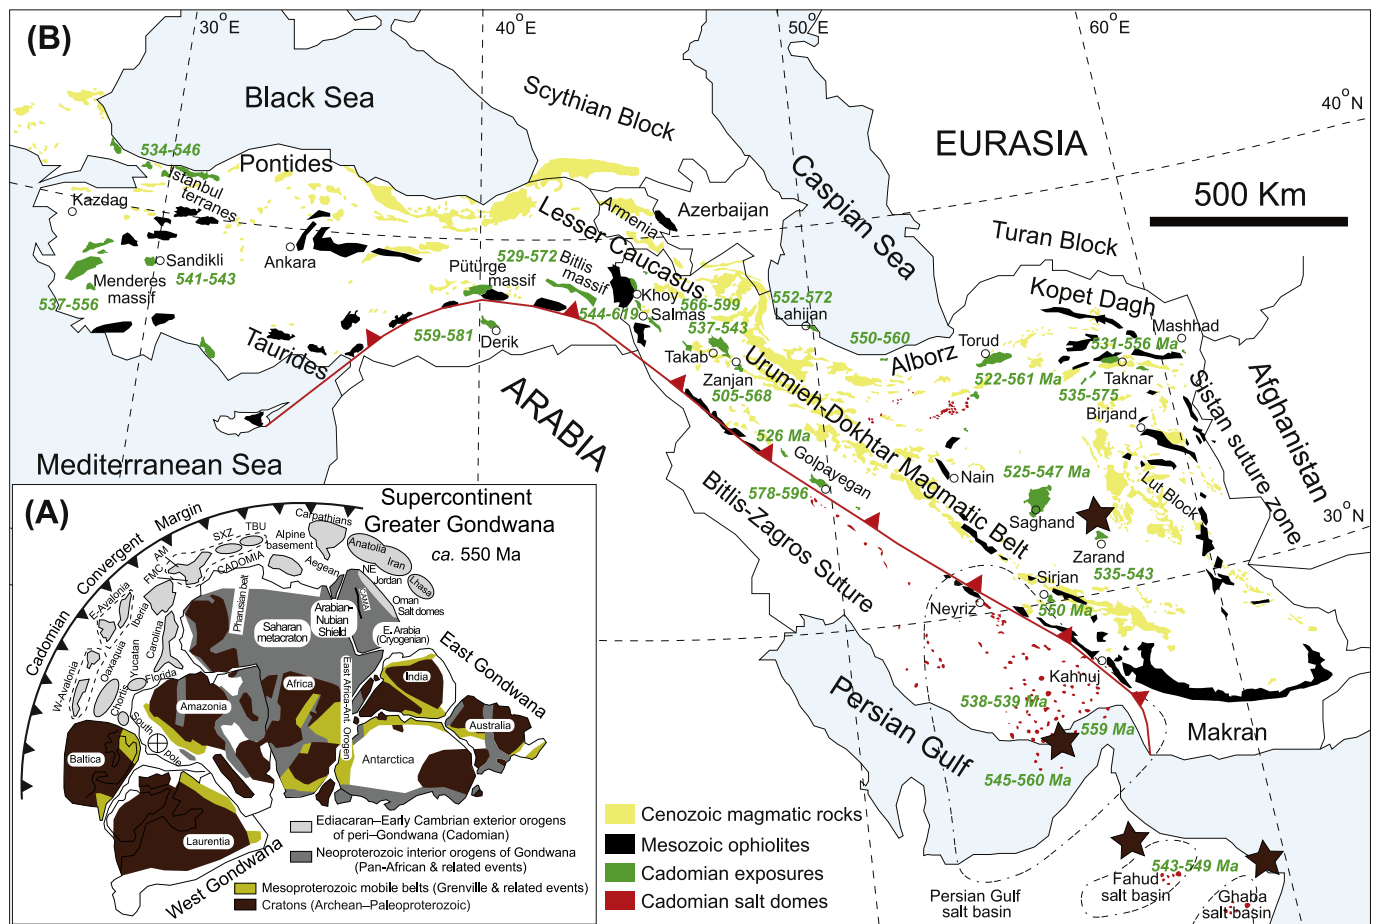 (B)
30°E
40°E
50°E
60°E
40°N
Black Sea
Scythian Block
EURASIA
Caspian Sea
500 Km
534-546
Pontides
Istanbul
terranes
Kazdag
Armenia
Azerbaijan
Lesser Caucasus
Turan Block
Kopet Dagh
Mashhad
Sandikli
541-543
Ankara
Menderes
massif
537-556
Pütürge
massif
529-572
Bitlis
massif
Khoy
Salmas
544-619
566-599
537-543
552-572
Lahijan
550-560
Alborz
Torud
522-561 Ma
531-556 Ma
Taknar
535-575
Birjand
Taurides
559-581
Derik
Takab
Zanjan
505-568
Urumieh-Dokhtar Magmatic Belt
Sistan suture zone
Afghanistan
ARABIA
526 Ma
Golpayegan
578-596
Nain
525-547 Ma
Saghand
Lut Block
30°N
Mediterranean Sea
Bitlis-Zagros Suture
Zarand
535-543
Sirjan
550 Ma
Neyriz
Kahnuj
538-539 Ma
559 Ma
Makran
Persian Gulf
545-560 Ma
543-549 Ma
Fahud
salt basin
Ghaba
salt basin
Persian Gulf
salt basin
Cenozoic magmatic rocks
Mesozoic ophiolites
Cadomian exposures
Cadomian salt domes
(A)
Supercontinent
Greater Gondwana
ca. 550 Ma
Cadomian Convergent Margin
Carpathians
TBU
SXZ
AM
FMC
CADOMIA
Alpine
basement
Aegean
Anatolia
Iran
NE
Jordan
Lhasa
Oman
Salt domes
CAMA
E. Arabia
(Cryogenian)
E-Avalonia
Iberia
Pharusian belt
Saharan
metacraton
Arabian-
Nubian
Shield
East Gondwana
W-Avalonia
Oaxaquia
Carolina
Yucatan
Chortis
Florida
South
pole
Amazonia
Africa
East Africa-Ant. Orogen
India
Australia
Antarctica
Baltica
Laurentia
West Gondwana
Ediacaran–Early Cambrian exterior orogens
of peri–Gondwana (Cadomian)
Neoproterozoic interior orogens of Gondwana
(Pan-African & related events)
Mesoproterozoic mobile belts (Grenville & related events)
Cratons (Archean–Paleoproterozoic)